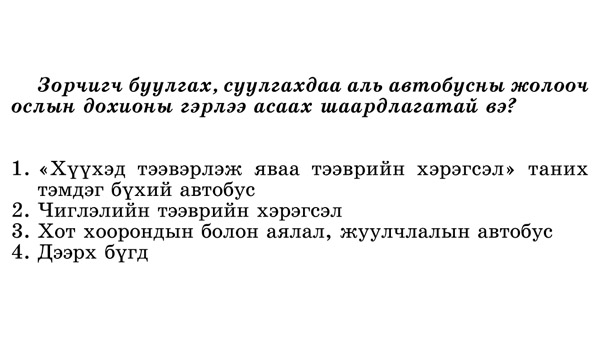 Зорчигч буулгах, суулгахдаа аль автобусны жолооч
ослын дохионы гэрлээ асаах шаардлагатай вэ?
1. «Хүүхэд тээвэрлэж яваа тээврийн хэрэгсэл» таних
тэмдэг бүхий автобус
2. Чиглэлийн тээврийн хэрэгсэл
3. Хот хоорондын болон аялал, жуулчлалын автобус
4. Дээрх бүгд